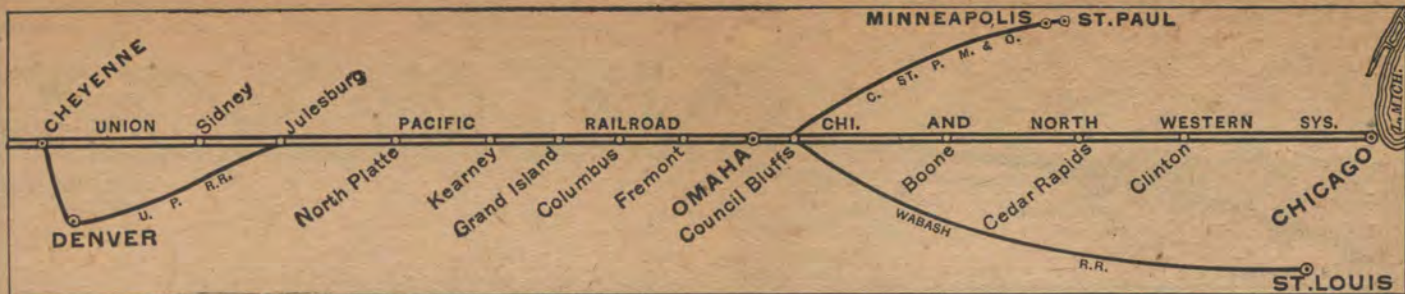 MINNEAPOLIS ST. PAUL
C. ST. P. M. & O.
L. MICH.
CHEYENNE
UNION Sidney Julesburg PACIFIC RAILROAD CHI. AND NORTH WESTERN SYS.
U. P. R.R.
DENVER
North Platte
Kearney
Grand Island
Columbus
Fremont
OMAHA
Council Bluffs
Boone
Cedar Rapids
Clinton
CHICAGO
WABASH R.R.
ST. LOUIS